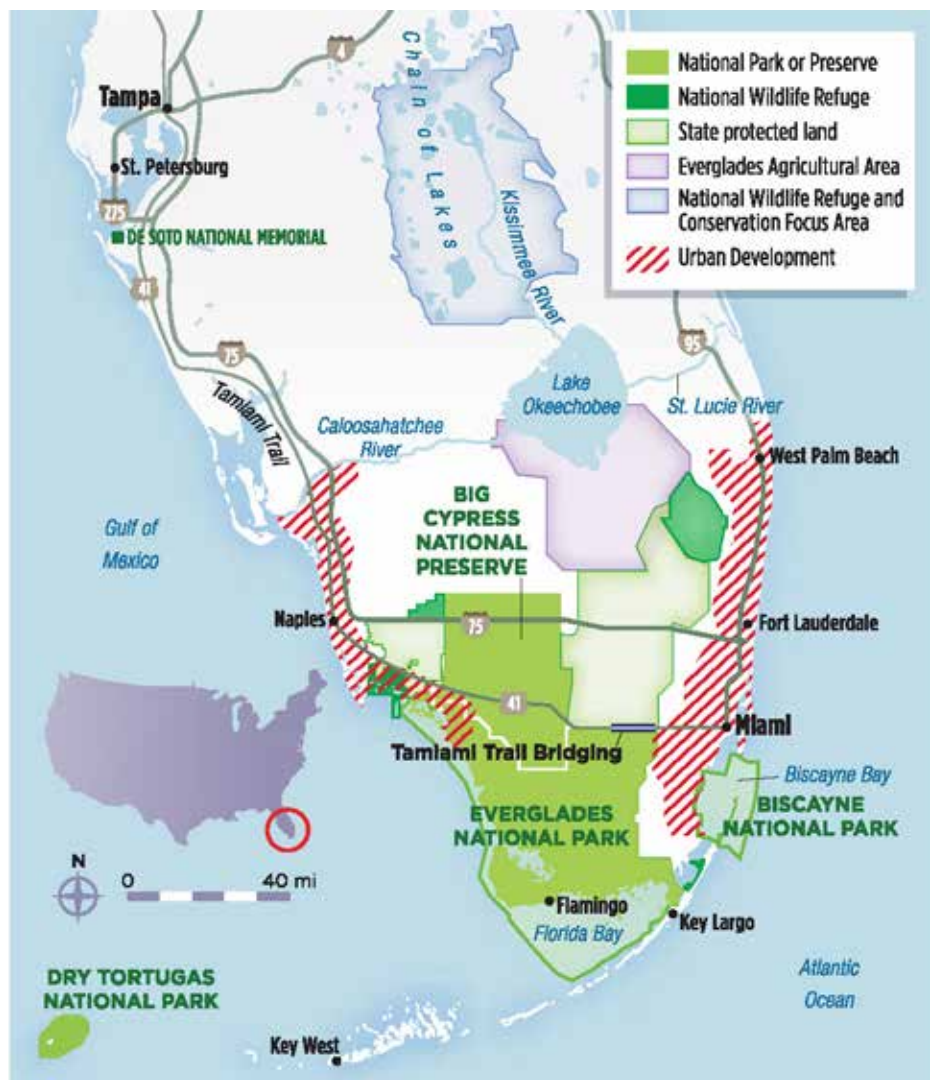 National Park or Preserve
National Wildlife Refuge
State protected land
Everglades Agricultural Area
National Wildlife Refuge and
Conservation Focus Area
Urban Development
4
Chain of Lakes
Tampa
St. Petersburg
Kissimmee River
275
DE SOTO NATIONAL MEMORIAL
41
75
95
Tamiami Trail
Lake
Okeechobee
St. Lucie River
Caloosahatchee
River
West Palm Beach
BIG
CYPRESS
NATIONAL
PRESERVE
Gulf of
Mexico
Naples
75
Fort Lauderdale
41
Miami
Tamiami Trail Bridging
Biscayne Bay
BISCAYNE
NATIONAL PARK
EVERGLADES
NATIONAL PARK
N
0 40 mi
Flamingo
Florida Bay
Key Largo
DRY TORTUGAS
NATIONAL PARK
Atlantic
Ocean
Key West